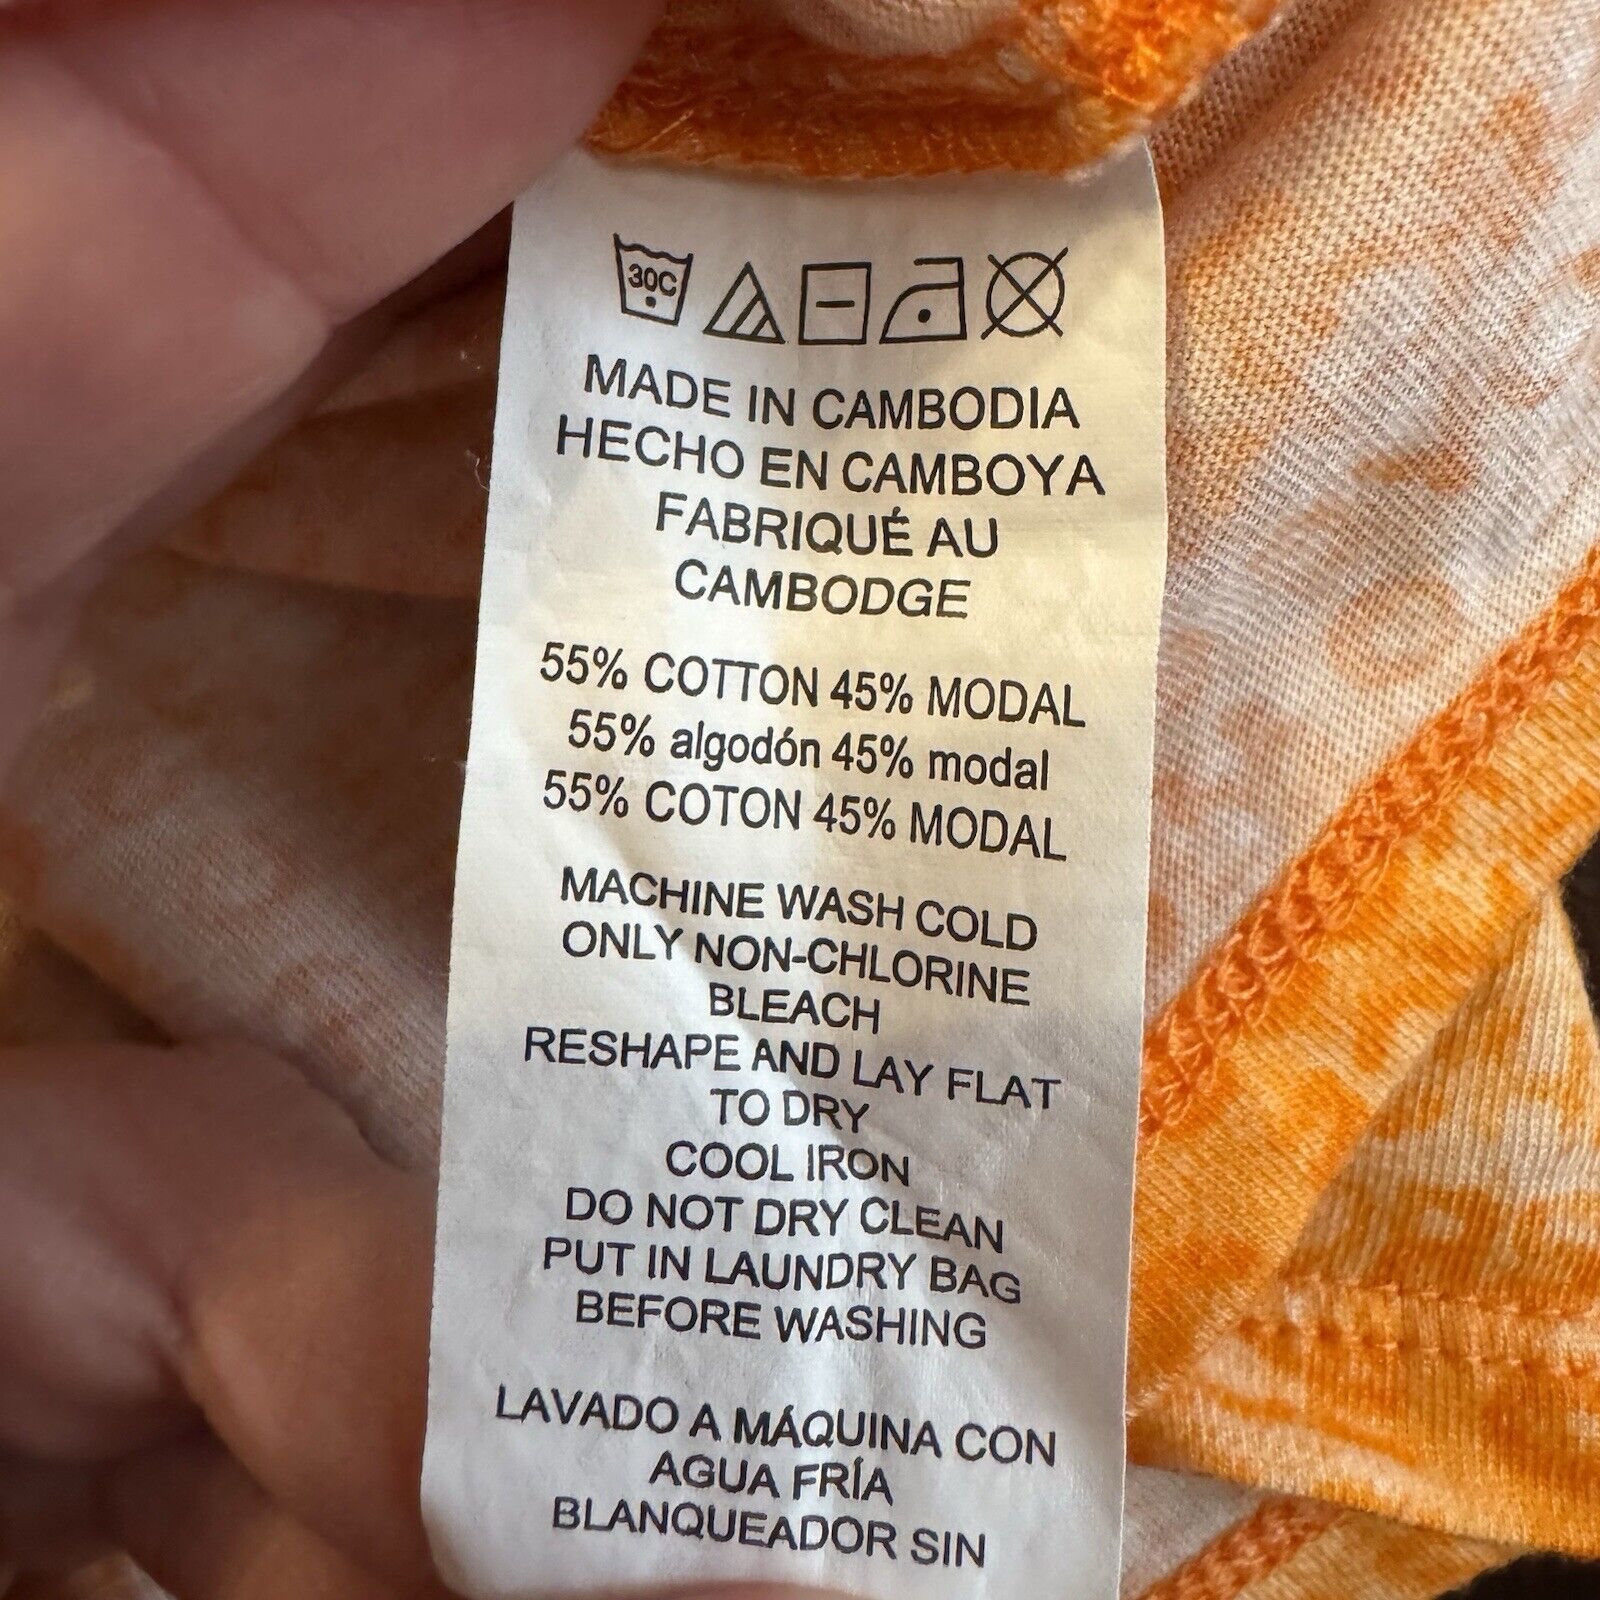 30C
MADE IN CAMBODIA
HECHO EN CAMBOYA
FABRIQUÉ AU
CAMBODGE
55% COTTON 45% MODAL
55% algodón 45% modal
55% COTON 45% MODAL
MACHINE WASH COLD
ONLY NON-CHLORINE
BLEACH
RESHAPE AND LAY FLAT
TO DRY
COOL IRON
DO NOT DRY CLEAN
PUT IN LAUNDRY BAG
BEFORE WASHING
LAVADO A MÁQUINA CON
AGUA FRÍA
BLANQUEADOR SIN